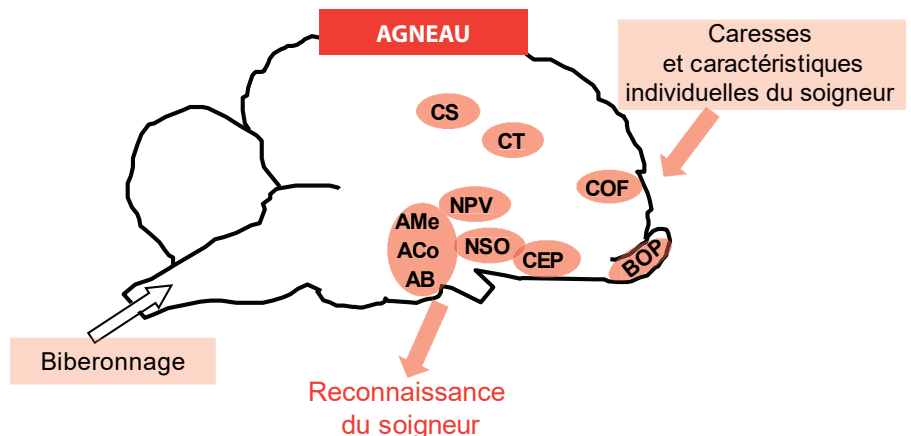 AGNEAU
Caresses
et caractéristiques
individuelles du soigneur
CS
CT
COF
NPV
AMe
ACo
AB
NSO
CEP
BOP
Biberonnage
Reconnaissance
du soigneur